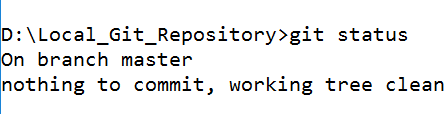 D:\Local_Git_Repository>git status
On branch master
nothing to commit, working tree clean